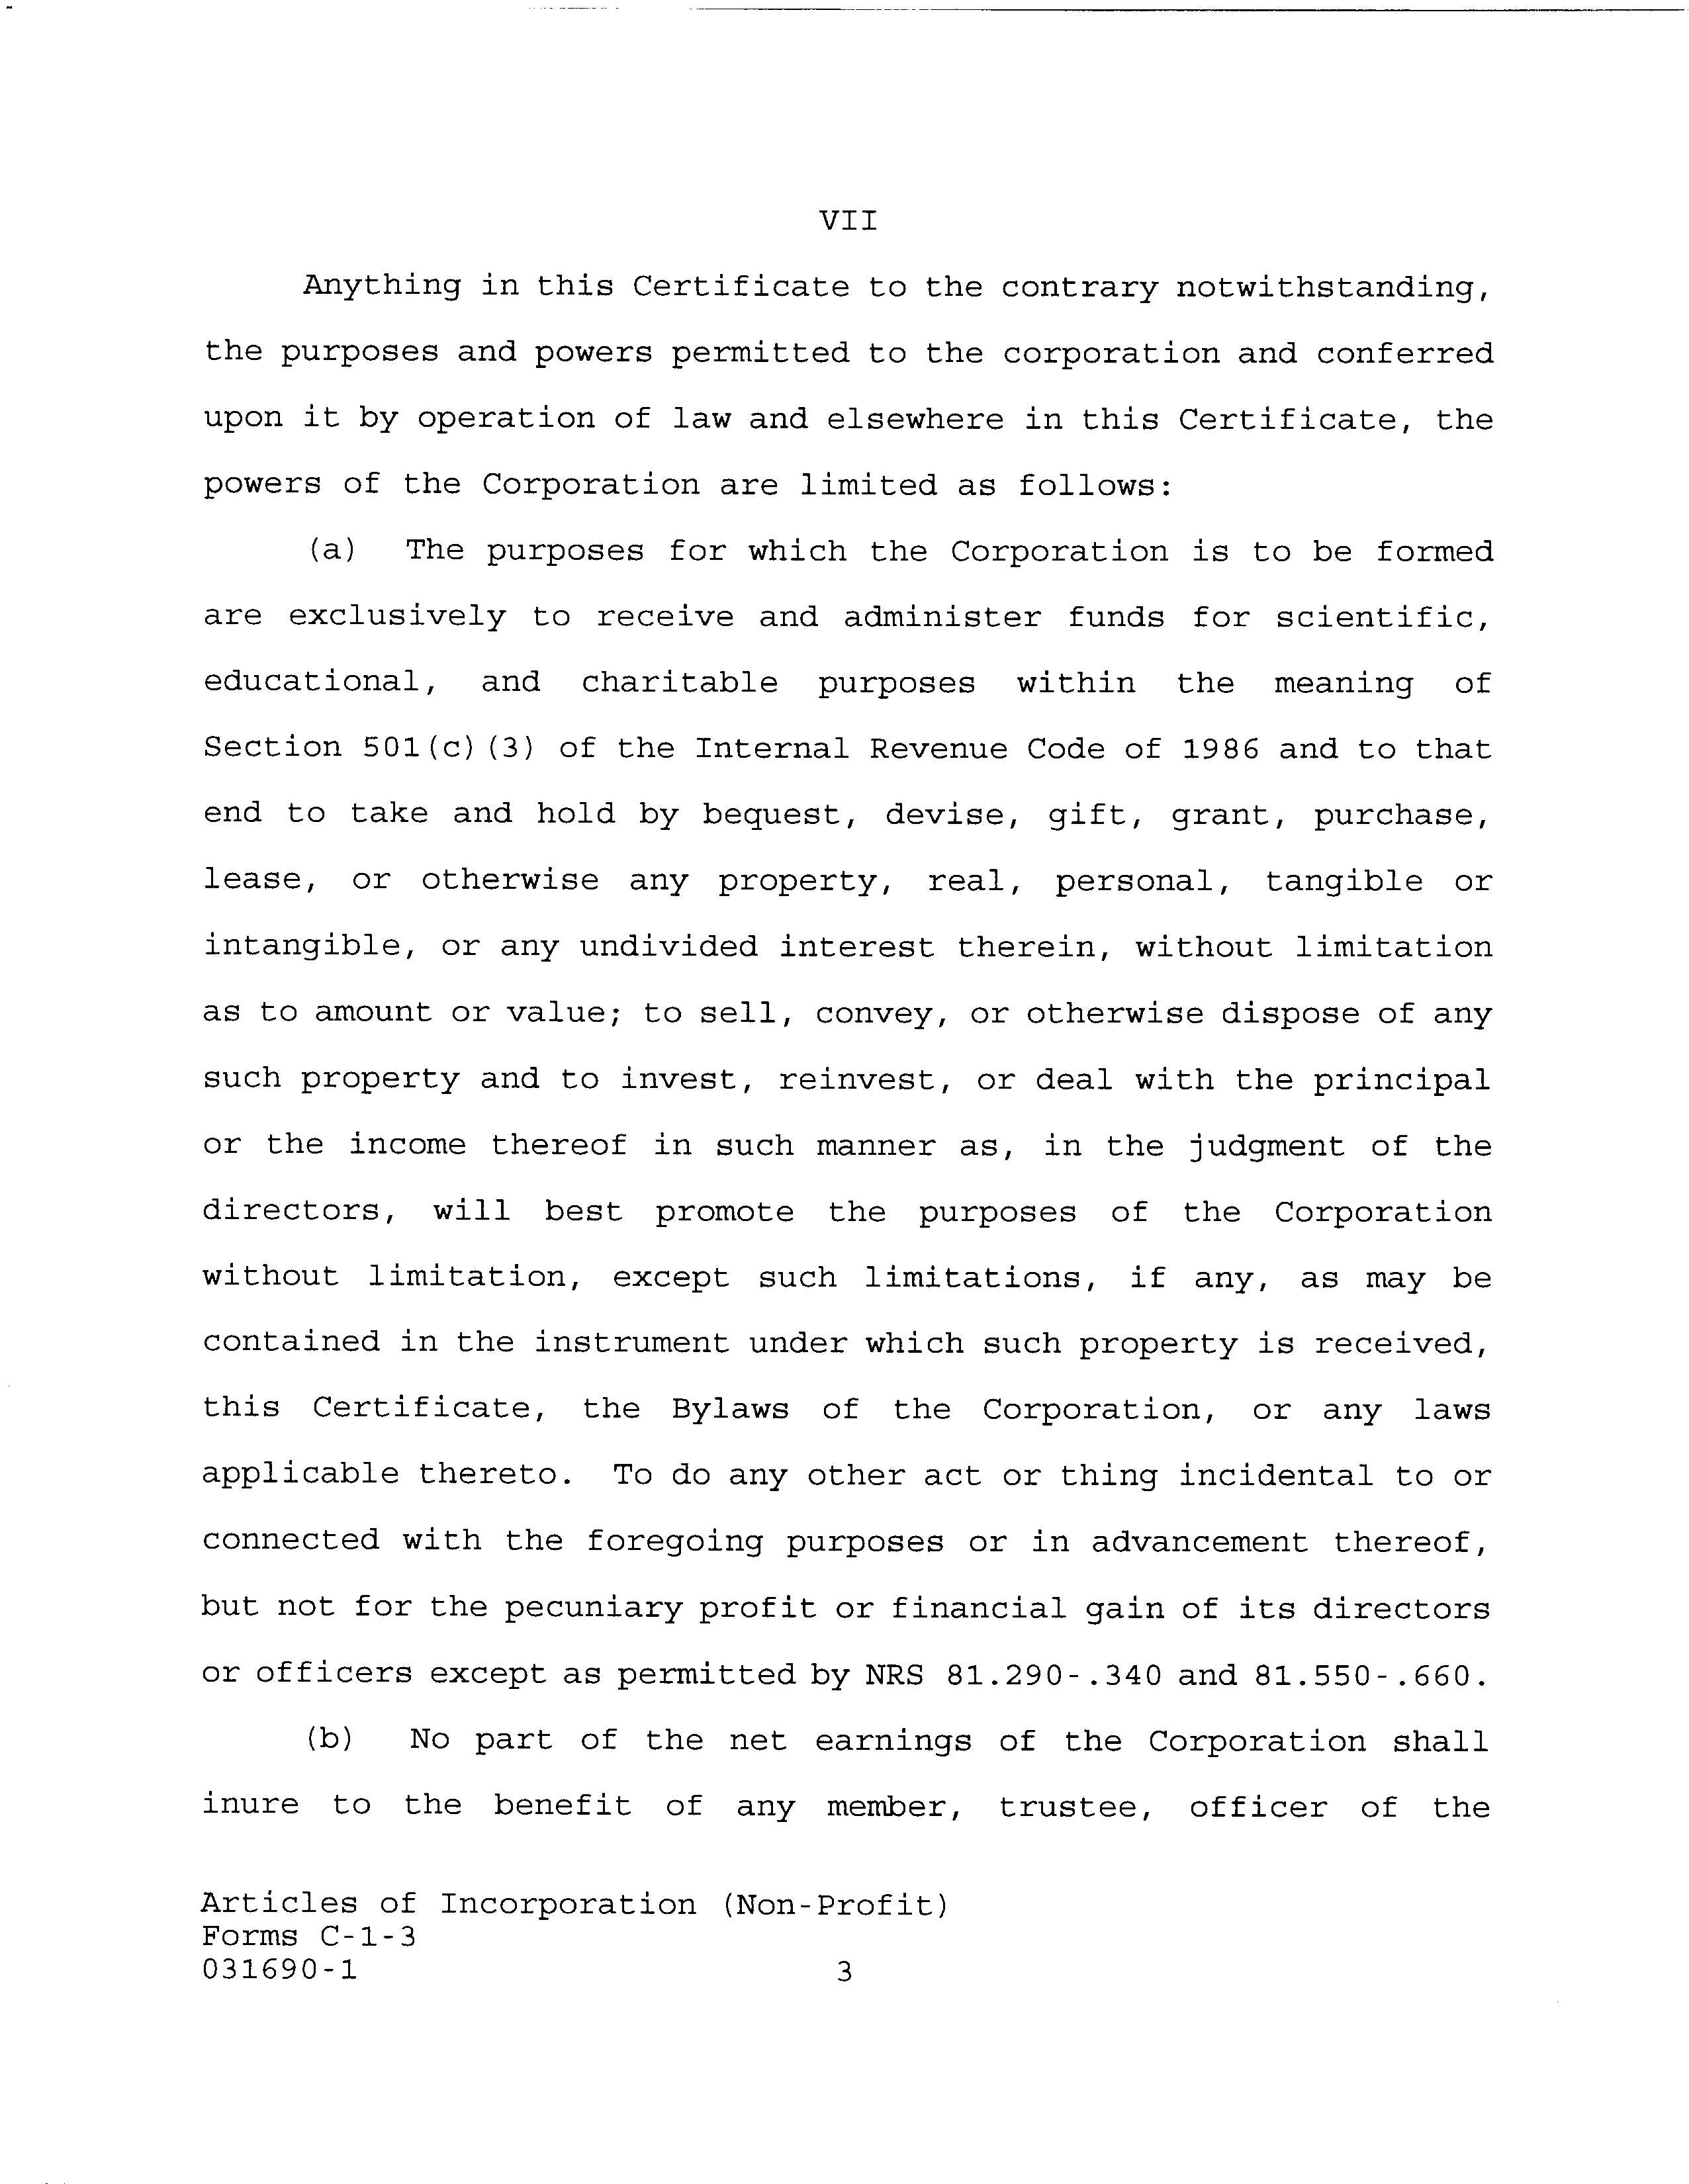 VII
Anything in this Certificate to the contrary notwithstanding,
the purposes and powers permitted to the corporation and conferred
upon it by operation of law and elsewhere in this Certificate, the
powers of the Corporation are limited as follows:
(a) The purposes for which the Corporation is to be formed
are exclusively to receive and administer funds for scientific,
educational, and charitable purposes within the meaning of
Section 501(c)(3) of the Internal Revenue Code of 1986 and to that
end to take and hold by bequest, devise, gift, grant, purchase,
lease, or otherwise any property, real, personal, tangible or
intangible, or any undivided interest therein, without limitation
as to amount or value; to sell, convey, or otherwise dispose of any
such property and to invest, reinvest, or deal with the principal
or the income thereof in such manner as, in the judgment of the
directors, will best promote the purposes of the Corporation
without limitation, except such limitations, if any, as may be
contained in the instrument under which such property is received,
this Certificate, the Bylaws of the Corporation, or any laws
applicable thereto. To do any other act or thing incidental to or
connected with the foregoing purposes or in advancement thereof,
but not for the pecuniary profit or financial gain of its directors
or officers except as permitted by NRS 81.290-.340 and 81.550-.660.
(b) No part of the net earnings of the Corporation shall
inure to the benefit of any member, trustee, officer of the
Articles of Incorporation (Non-Profit)
Forms C-1-3
031690-1 3